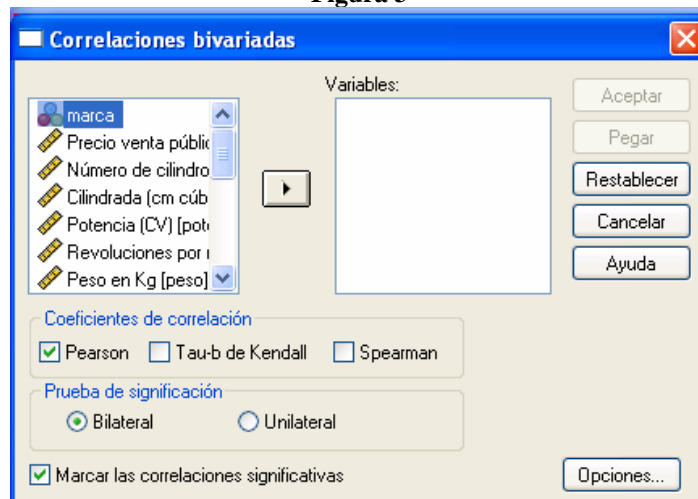 Figura 3
Correlaciones bivariadas
Variables:
marca
Precio venta públic
Número de cilindro
Cilindrada (cm cúb
Potencia (CV) [pote
Revoluciones por r
Peso en Kg [peso]
Aceptar
Pegar
Restablecer
Cancelar
Ayuda
Coeficientes de correlación
Pearson Tau-b de Kendall Spearman
Prueba de significación
Bilateral Unilateral
Marcar las correlaciones significativas
Opciones...